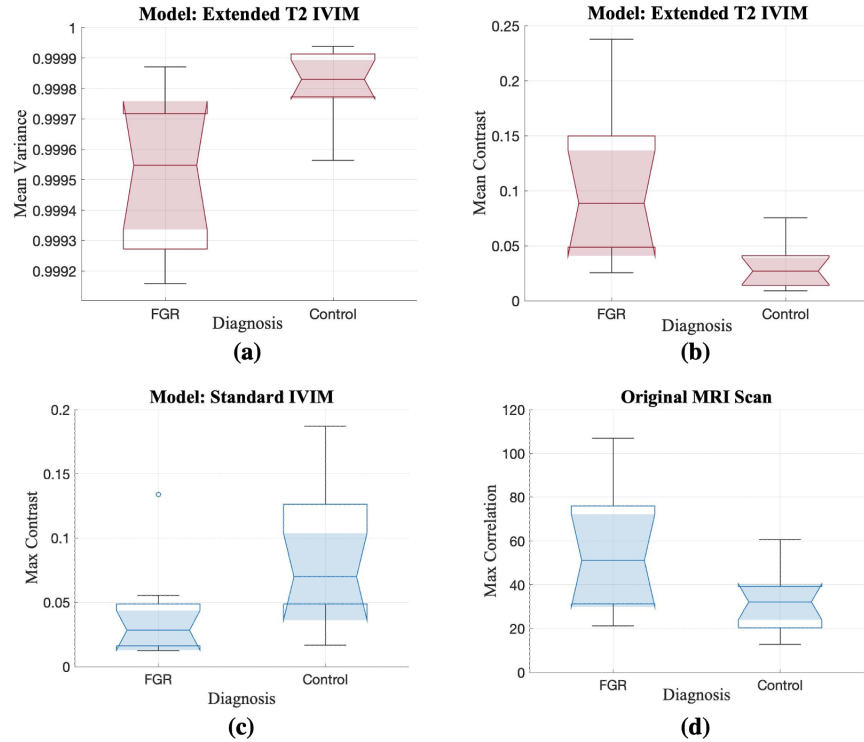 Model: Extended T2 IVIM
1
0.9999
0.9998
0.9997
0.9996
0.9995
0.9994
0.9993
0.9992
Mean Variance
FGR
Control
Diagnosis
(a)
Model: Extended T2 IVIM
0.25
0.2
0.15
0.1
0.05
0
Mean Contrast
FGR
Control
Diagnosis
(b)
Model: Standard IVIM
0.2
0.15
0.1
0.05
0
Max Contrast
FGR
Control
Diagnosis
(c)
Original MRI Scan
120
100
80
60
40
20
0
Max Correlation
FGR
Control
Diagnosis
(d)